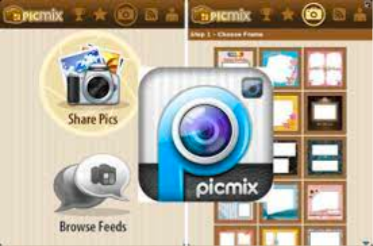 PICMIX
PICMIX
Step 1 - Choose Frame
Share Pics
picmix
Browse Feeds